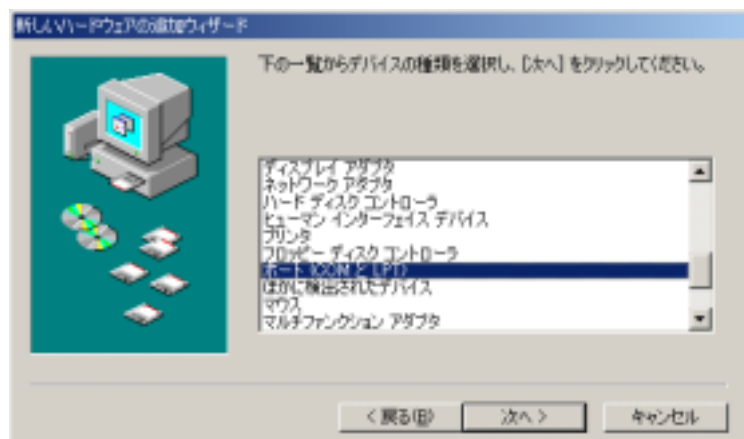 新しいハードウェアの追加ウィザード
下の一覧からデバイスの種類を選択し、[次へ] をクリックしてください。
ディスプレイ アダプタ
ネットワーク アダプタ
ハード ディスク コントローラ
ヒューマン インターフェイス デバイス
プリンタ
フロッピー ディスク コントローラ
ポート (COM と LPT)
ほかに検出されたデバイス
マウス
マルチファンクション アダプタ
< 戻る(B)
次へ >
キャンセル